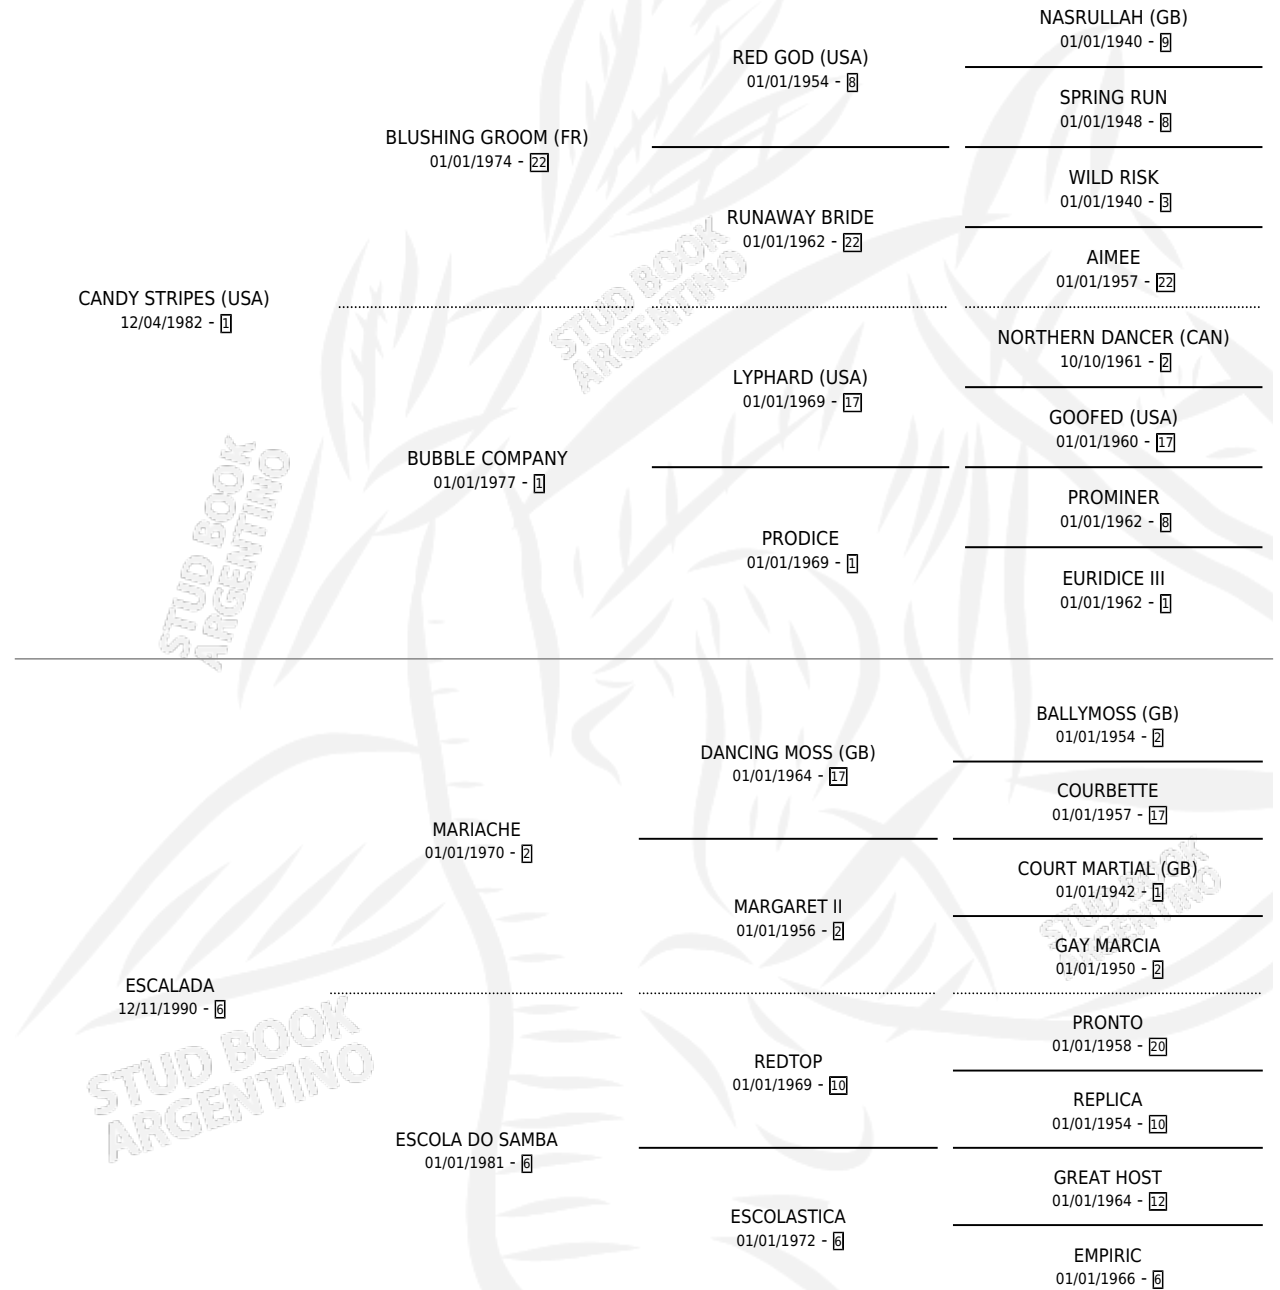 NASRULLAH (GB)
01/01/1940 - 9
RED GOD (USA)
01/01/1954 - 8
SPRING RUN
01/01/1948 - 8
BLUSHING GROOM (FR)
01/01/1974 - 22
WILD RISK
01/01/1940 - 3
RUNAWAY BRIDE
01/01/1962 - 22
AIMEE
01/01/1957 - 22
CANDY STRIPES (USA)
12/04/1982 - 1
NORTHERN DANCER (CAN)
10/10/1961 - 2
LYPHARD (USA)
01/01/1969 - 17
GOOFED (USA)
01/01/1960 - 17
BUBBLE COMPANY
01/01/1977 - 1
PROMINER
01/01/1962 - 8
PRODICE
01/01/1969 - 1
EURIDICE III
01/01/1962 - 1
STUD BOOK
ARGENTINO
STUD BOOK
ARGENTINO
BALLYMOSS (GB)
01/01/1954 - 2
DANCING MOSS (GB)
01/01/1964 - 17
COURBETTE
01/01/1957 - 17
MARIACHE
01/01/1970 - 2
COURT MARTIAL (GB)
01/01/1942 - 1
MARGARET II
01/01/1956 - 2
GAY MARCIA
01/01/1950 - 2
ESCALADA
12/11/1990 - 6
PRONTO
01/01/1958 - 20
REDTOP
01/01/1969 - 10
REPLICA
01/01/1954 - 10
ESCOLA DO SAMBA
01/01/1981 - 6
GREAT HOST
01/01/1964 - 12
ESCOLASTICA
01/01/1972 - 6
EMPIRIC
01/01/1966 - 6
STUD BOOK
ARGENTINO
STUD BOOK
ARGENTINO